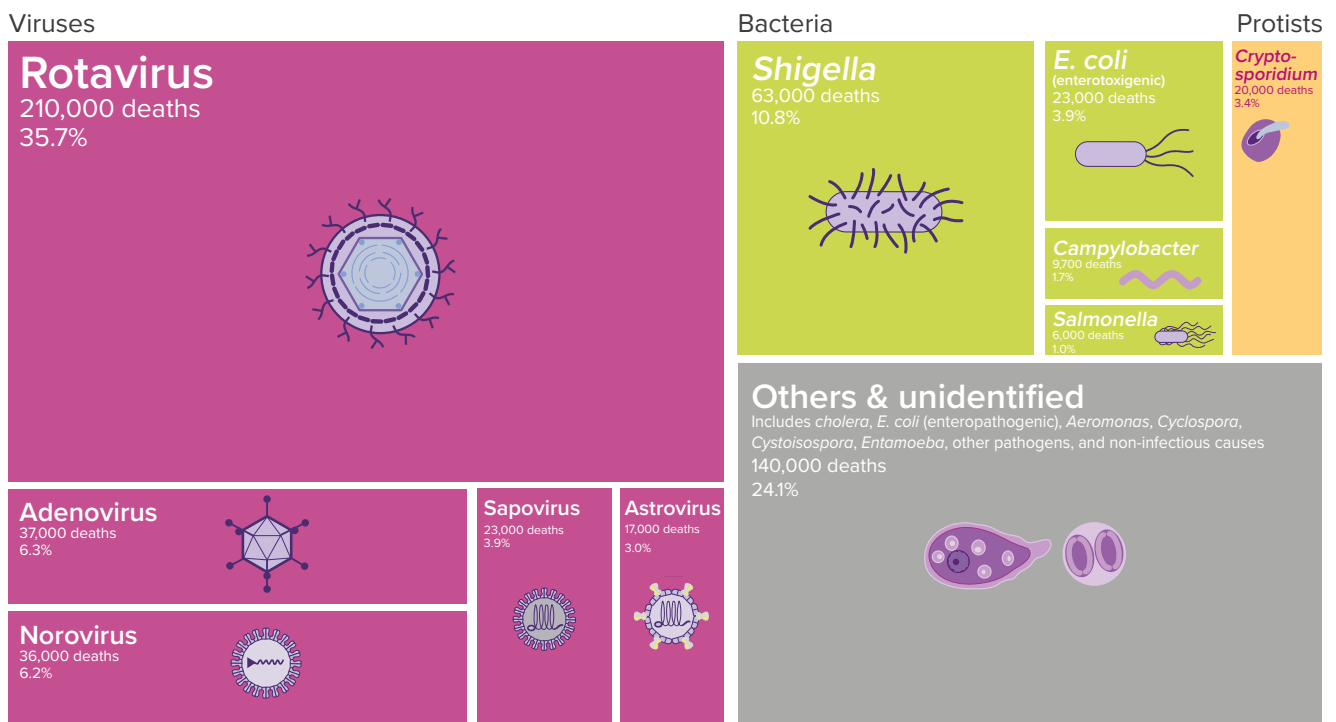 Viruses
Rotavirus
210,000 deaths
35.7%
Adenovirus
37,000 deaths
6.3%
Norovirus
36,000 deaths
6.2%
Sapovirus
23,000 deaths
3.9%
Astrovirus
17,000 deaths
3.0%
Bacteria
Shigella
63,000 deaths
10.8%
E. coli
(enterotoxigenic)
23,000 deaths
3.9%
Campylobacter
9,700 deaths
1.7%
Salmonella
6,000 deaths
1.0%
Protists
Crypto-
sporidium
20,000 deaths
3.4%
Others & unidentified
Includes cholera, E. coli (enteropathogenic), Aeromonas, Cyclospora,
Cystoisospora, Entamoeba, other pathogens, and non-infectious causes
140,000 deaths
24.1%